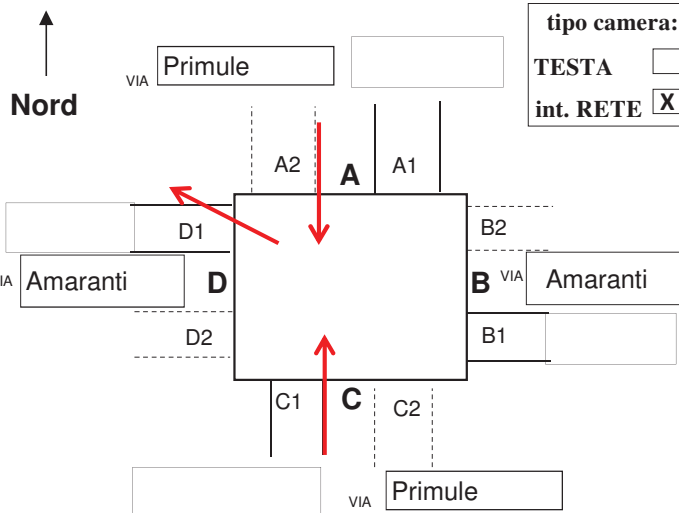 tipo camera:
VIA Primule
TESTA
Nord
int. RETE X
A2 A A1
D1 B2
Amaranti D B VIA Amaranti
D2 B1
C1 C C2
VIA Primule